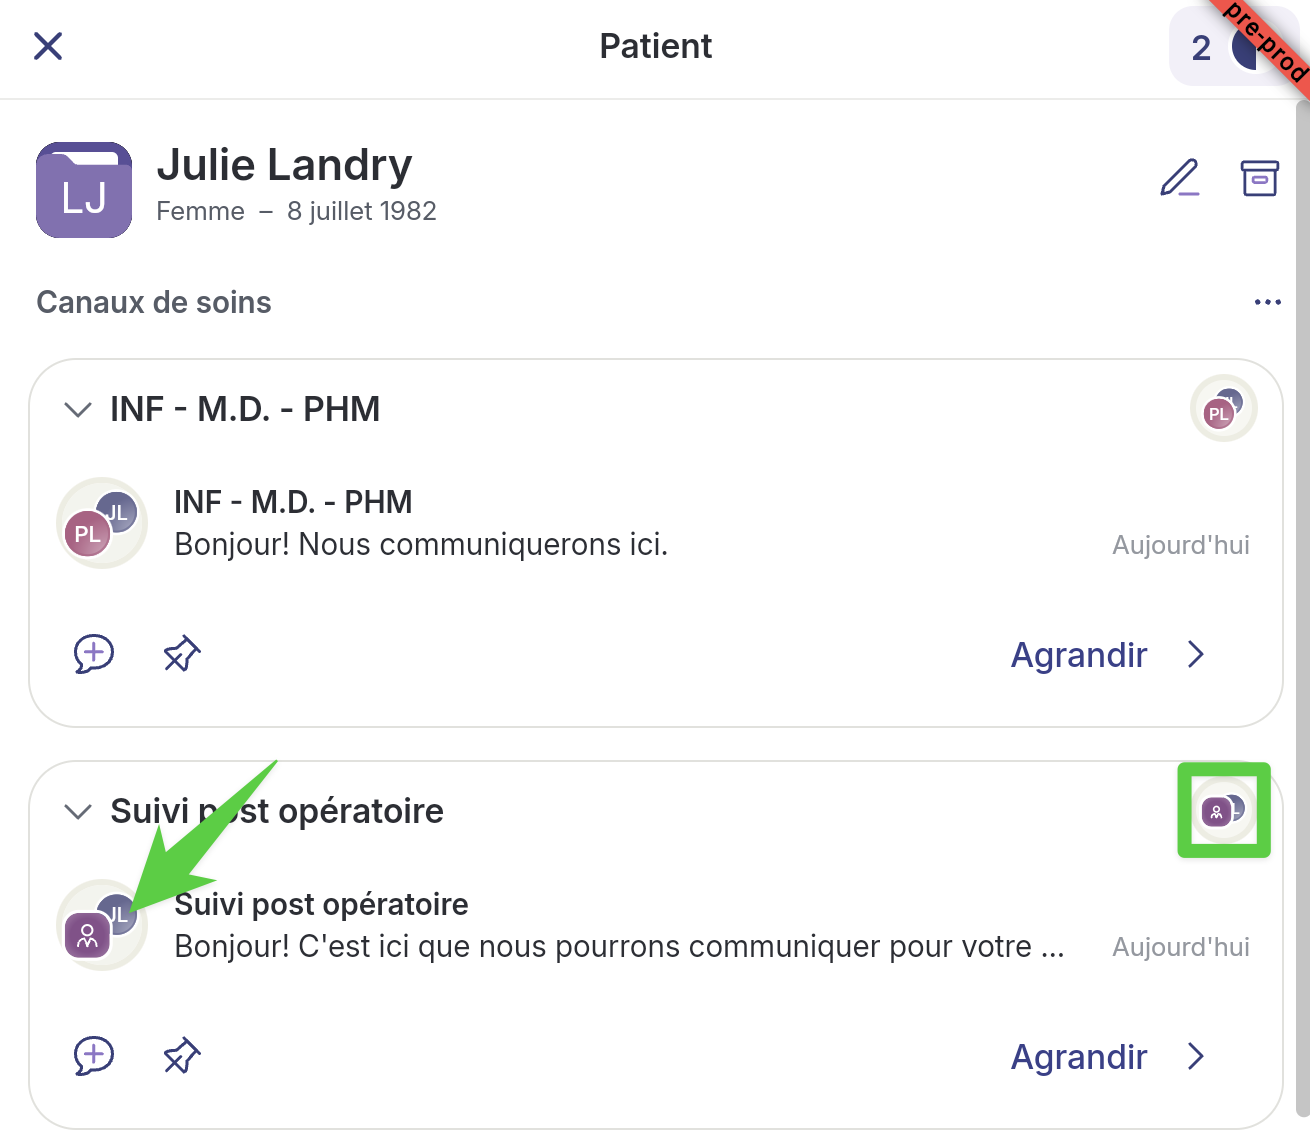 Patient
2
pre-prod
LJ
Julie Landry
Femme – 8 juillet 1982
Canaux de soins
...
INF - M.D. - PHM
PL
JL
PL
INF - M.D. - PHM
Bonjour! Nous communiquerons ici.
Aujourd'hui
Agrandir
Suivi post opératoire
JL
Suivi post opératoire
Bonjour! C'est ici que nous pourrons communiquer pour votre ...
Aujourd'hui
Agrandir